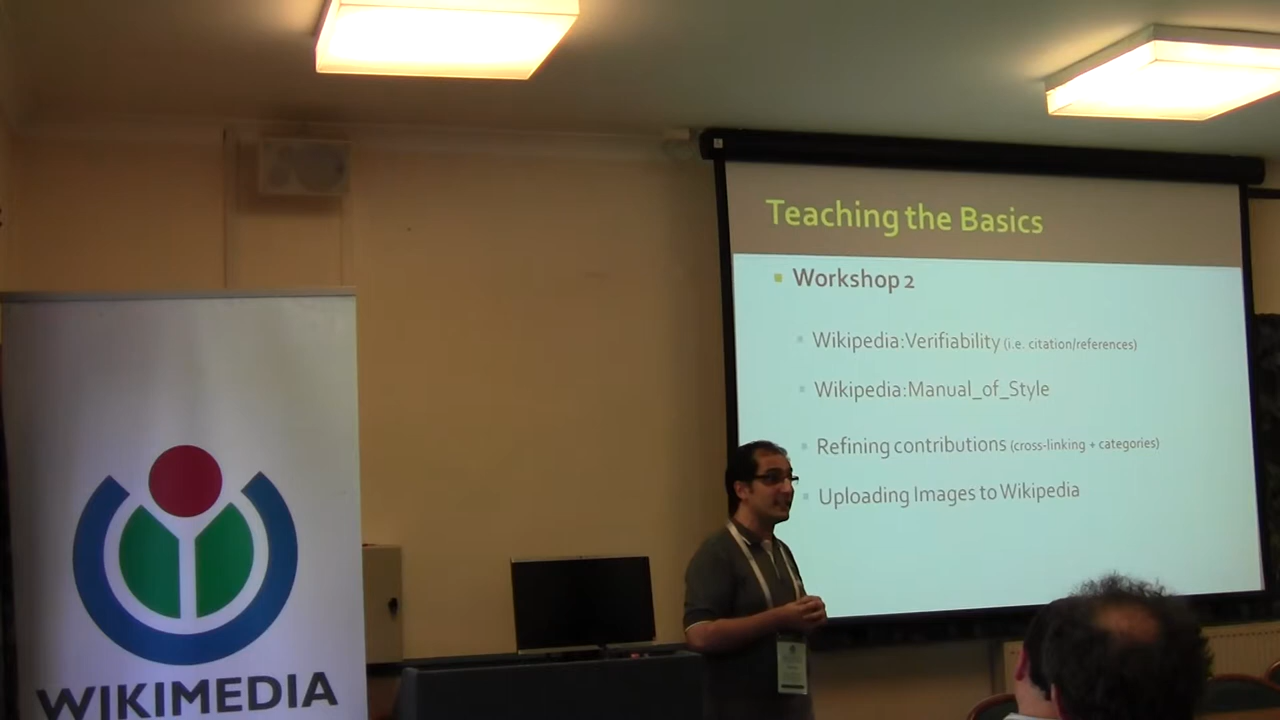 Teaching the Basics
Workshop 2
Wikipedia:Verifiability (i.e. citation/references)
Wikipedia:Manual_of_Style
Refining contributions (cross-linking + categories)
Uploading Images to Wikipedia
WIKIMEDIA